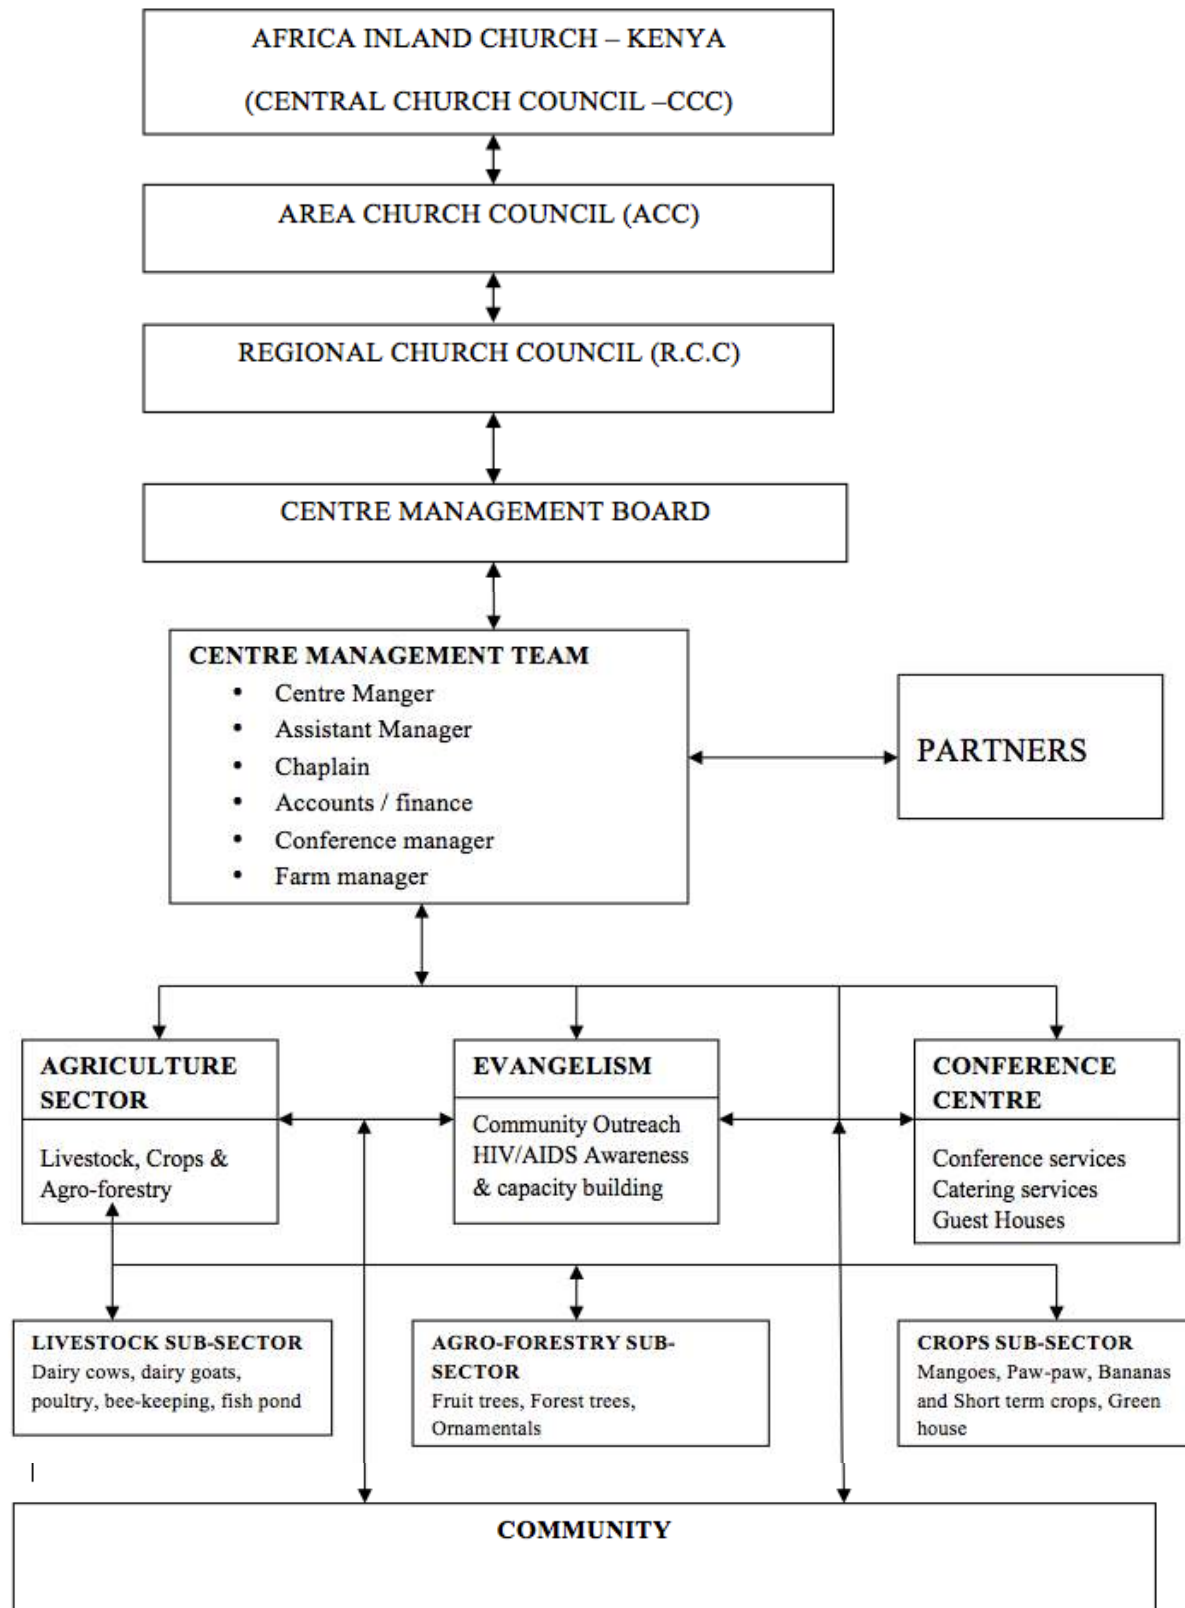 AFRICA INLAND CHURCH – KENYA
(CENTRAL CHURCH COUNCIL –CCC)
AREA CHURCH COUNCIL (ACC)
REGIONAL CHURCH COUNCIL (R.C.C)
CENTRE MANAGEMENT BOARD
CENTRE MANAGEMENT TEAM
• Centre Manger
• Assistant Manager
• Chaplain
• Accounts / finance
• Conference manager
• Farm manager
PARTNERS
AGRICULTURE
SECTOR
Livestock, Crops &
Agro-forestry
EVANGELISM
Community Outreach
HIV/AIDS Awareness
& capacity building
CONFERENCE
CENTRE
Conference services
Catering services
Guest Houses
LIVESTOCK SUB-SECTOR
Dairy cows, dairy goats,
poultry, bee-keeping, fish pond
AGRO-FORESTRY SUB-
SECTOR
Fruit trees, Forest trees,
Ornamentals
CROPS SUB-SECTOR
Mangoes, Paw-paw, Bananas
and Short term crops, Green
house
COMMUNITY